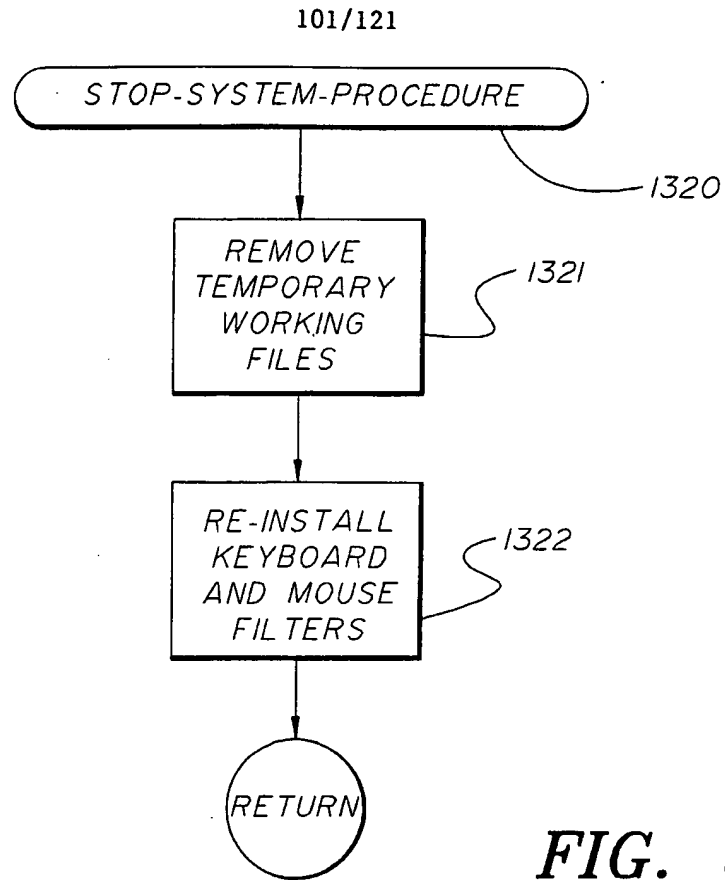 101/121
STOP-SYSTEM-PROCEDURE
1320
REMOVE
TEMPORARY
WORKING
FILES
1321
RE-INSTALL
KEYBOARD
AND MOUSE
FILTERS
1322
RETURN
FIG.